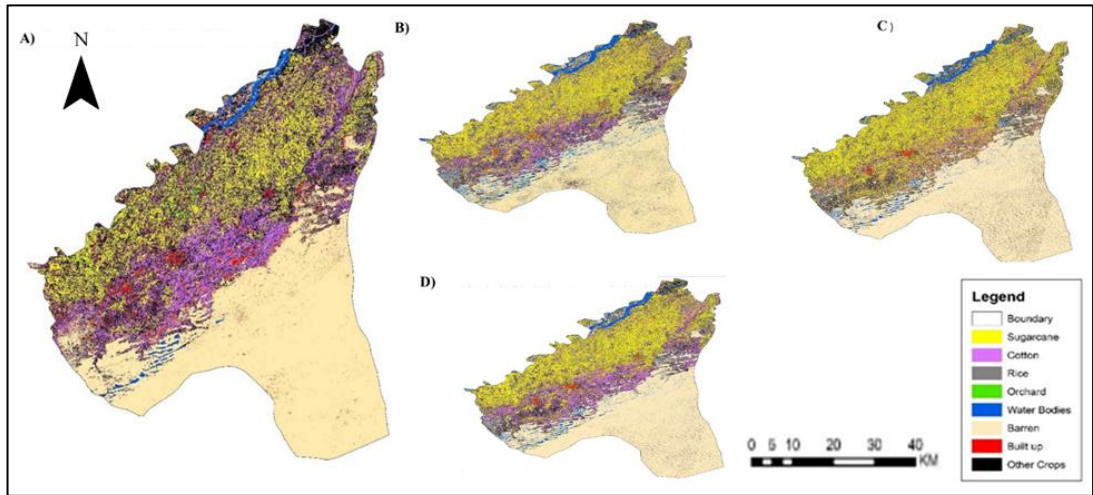 A)
N
B)
C)
D)
Legend
Boundary
Sugarcane
Cotton
Rice
Orchard
Water Bodies
Barren
Built up
Other Crops
0 5 10 20 30 40
KM